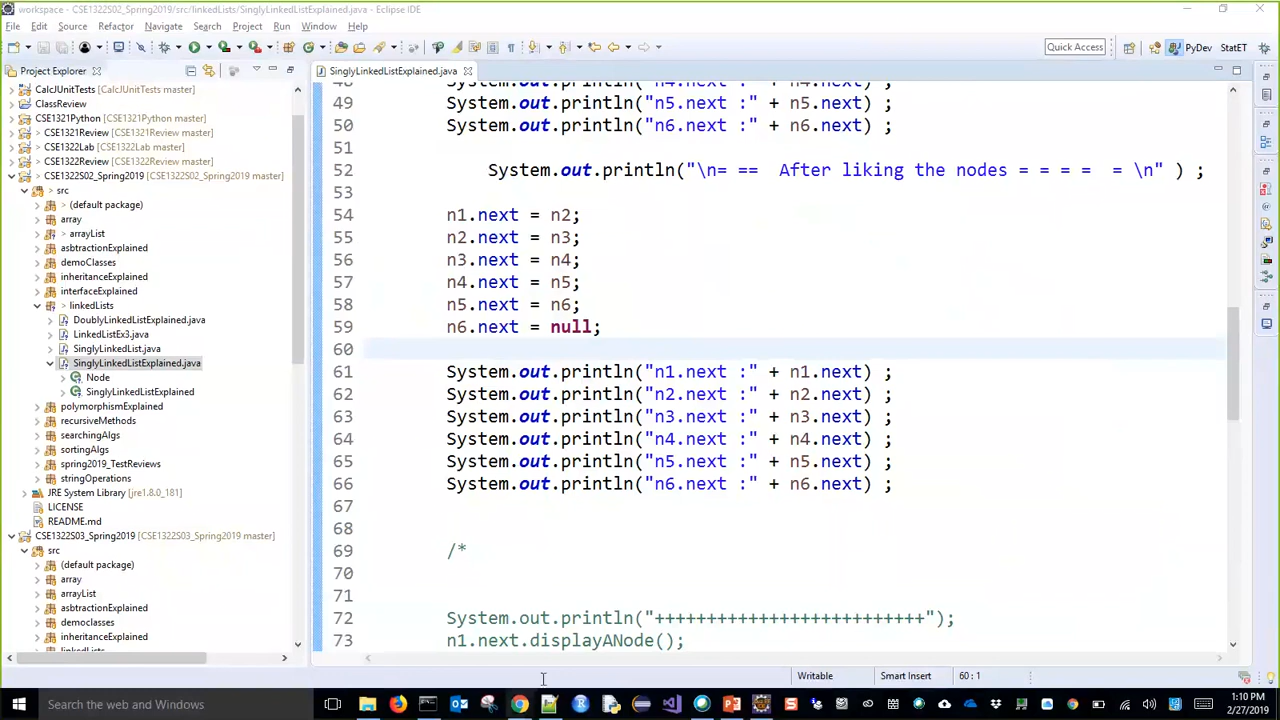 workspace - CSE1322S02_Spring2019/src/linkedLists/SinglyLinkedListExplained.java - Eclipse IDE
File Edit Source Refactor Navigate Search Project Run Window Help
Quick Access
PyDev
StatET
Project Explorer
SinglyLinkedListExplained.java
CalcJUnitTests (CalcJUnitTests master)
ClassReview
CSE1321Python (CSE1321Python master)
> CSE1321Review (CSE1321Review master)
> CSE1322Lab (CSE1322Lab master)
> CSE1322Review (CSE1322Review master)
> CSE1322S02_Spring2019 (CSE1322S02_Spring2019 master)
> src
> (default package)
> array
> arrayList
asbtractionExplained
demoClasses
inheritanceExplained
interfaceExplained
> linkedLists
DoublyLinkedListExplained.java
LinkedListEx3.java
SinglyLinkedList.java
SinglyLinkedListExplained.java
Node
SinglyLinkedListExplained
polymorphismExplained
recursiveMethods
searchingAlgs
sortingAlgs
spring2019_TestReviews
stringOperations
JRE System Library [jre1.8.0_181]
LICENSE
README.md
CSE1322S03_Spring2019 (CSE1322S03_Spring2019 master)
src
(default package)
array
arrayList
asbtractionExplained
democlasses
inheritanceExplained
linkedLists
48 System.out.println("n4.next :" + n4.next) ;
49 System.out.println("n5.next :" + n5.next) ;
50 System.out.println("n6.next :" + n6.next) ;
51
52 System.out.println("\n= == After liking the nodes = = = = = \n" ) ;
53
54 n1.next = n2;
55 n2.next = n3;
56 n3.next = n4;
57 n4.next = n5;
58 n5.next = n6;
59 n6.next = null;
60
61 System.out.println("n1.next :" + n1.next) ;
62 System.out.println("n2.next :" + n2.next) ;
63 System.out.println("n3.next :" + n3.next) ;
64 System.out.println("n4.next :" + n4.next) ;
65 System.out.println("n5.next :" + n5.next) ;
66 System.out.println("n6.next :" + n6.next) ;
67
68
69 /*
70
71
72 System.out.println("++++++++++++++++++++++++++");
73 n1.next.displayANode();
Writable Smart Insert 60 : 1
Search the web and Windows
1:10 PM
2/27/2019